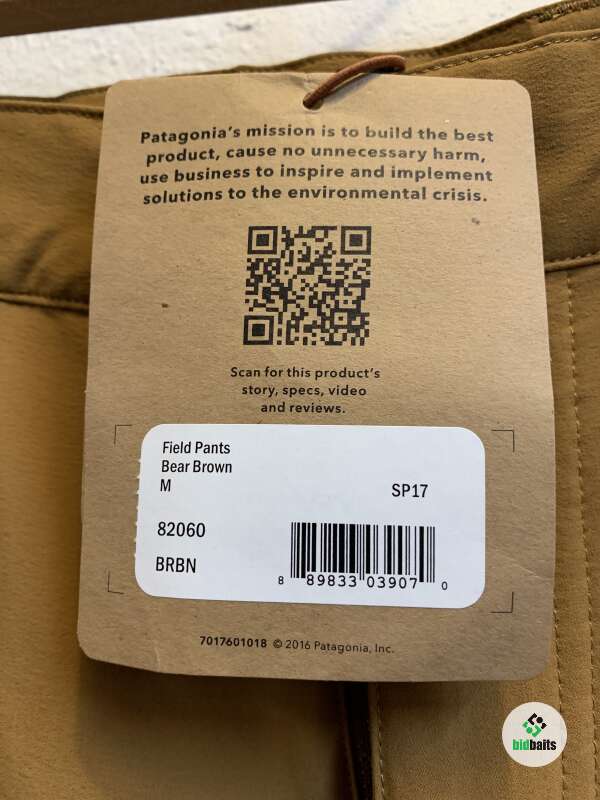 Patagonia's mission is to build the best
product, cause no unnecessary harm,
use business to inspire and implement
solutions to the environmental crisis.
Scan for this product's
story, specs, video
and reviews.
Field Pants
Bear Brown
M
SP17
82060
BRBN
8 89833 03907 0
7017601018 © 2016 Patagonia, Inc.
bidbaits